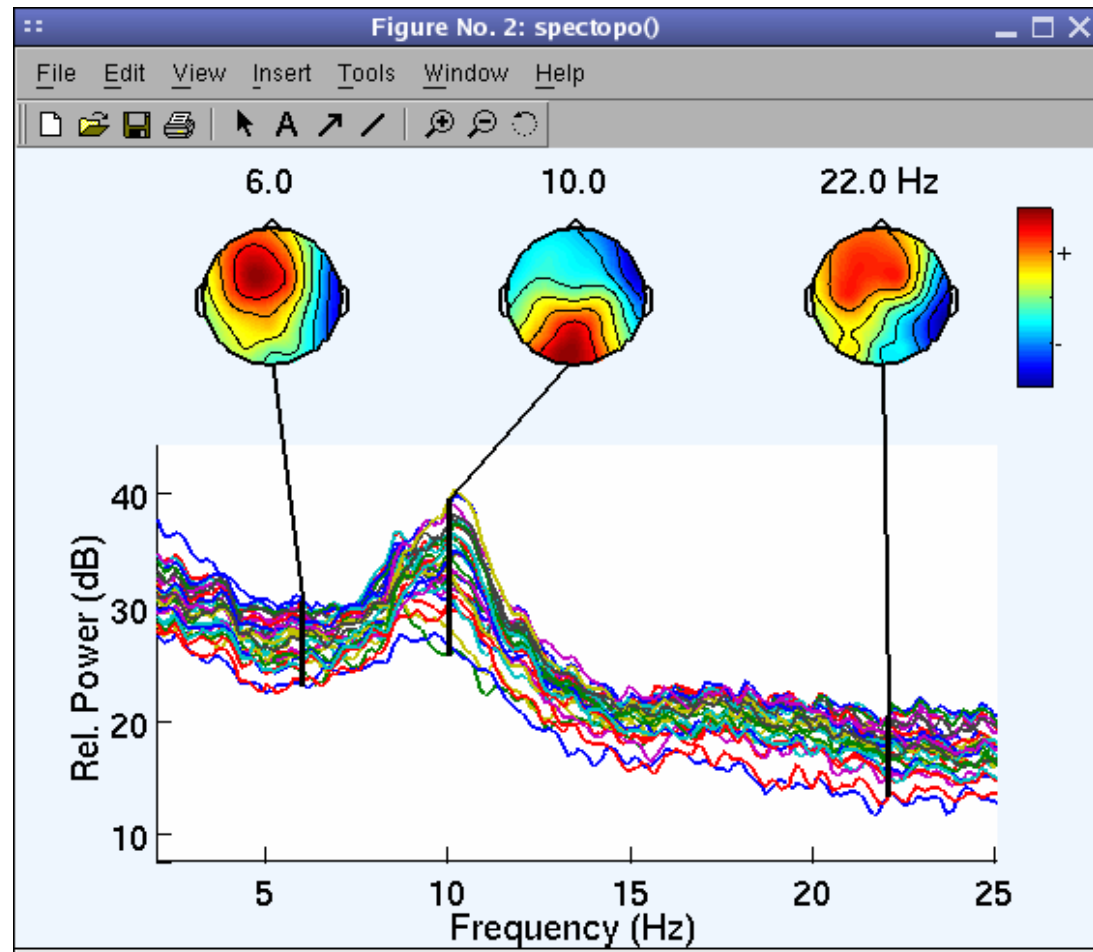 Figure No. 2: spectopo()
File Edit View Insert Tools Window Help
A
6.0 10.0 22.0 Hz
+
-
40
30
20
10
Rel. Power (dB)
5 10 15 20 25
Frequency (Hz)